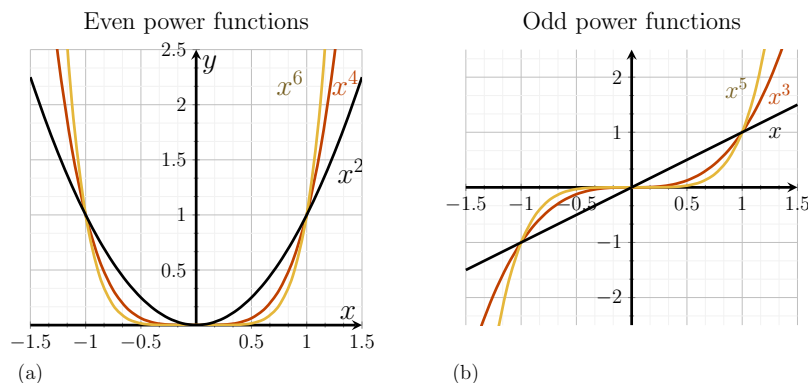 Even power functions
2.5
y
x⁶
x⁴
2
1.5
x²
1
0.5
x
−1.5 −1 −0.5 0.5 1 1.5
(a)
Odd power functions
2
x⁵
x³
1
x
−1.5 −1 −0.5 0.5 1 1.5
−1
−2
(b)